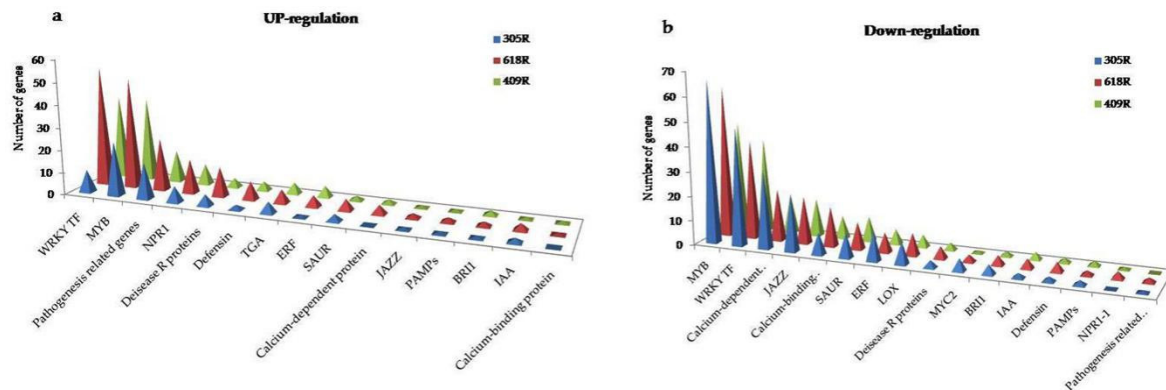 a
UP-regulation
305R
618R
409R
Number of genes
60
50
40
30
20
10
0
WRKY TF
MYB
Pathogenesis related genes
NPR1
Deisease R proteins
Defensin
TGA
ERF
SAUR
Calcium-dependent protein
JAZZ
PAMPs
BRI1
IAA
Calcium-binding protein
b
Down-regulation
305R
618R
409R
Number of genes
70
60
50
40
30
20
10
0
MYB
WRKY TF
Calcium-dependent..
JAZZ
Calcium-binding..
SAUR
ERF
LOX
Deisease R proteins
MYC2
BRI1
IAA
Defensin
PAMPs
NPR1-1
Pathogenesis related..